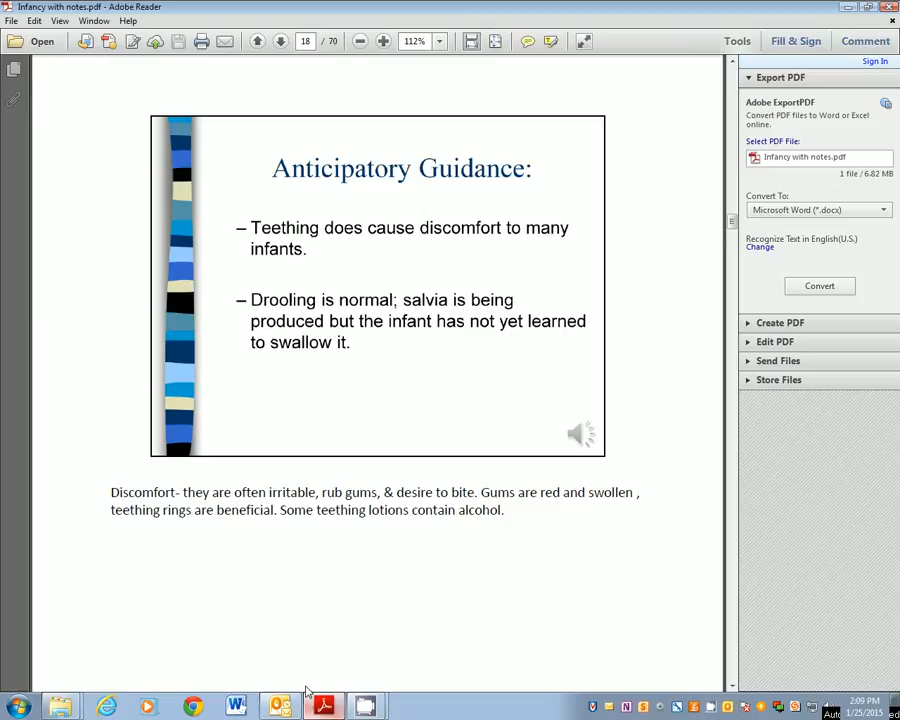 Infancy with notes.pdf - Adobe Reader
File Edit View Window Help
Open 18 / 70 112% Tools Fill & Sign Comment
Sign In
Export PDF
Adobe ExportPDF
Convert PDF files to Word or Excel
online.
Select PDF File:
Infancy with notes.pdf
1 file / 6.82 MB
Convert To:
Microsoft Word (*.docx)
Recognize Text in English(U.S.)
Change
Convert
Create PDF
Edit PDF
Send Files
Store Files
Anticipatory Guidance:
– Teething does cause discomfort to many
infants.
– Drooling is normal; salvia is being
produced but the infant has not yet learned
to swallow it.
Discomfort- they are often irritable, rub gums, & desire to bite. Gums are red and swollen ,
teething rings are beneficial. Some teething lotions contain alcohol.
2:09 PM
1/25/2015